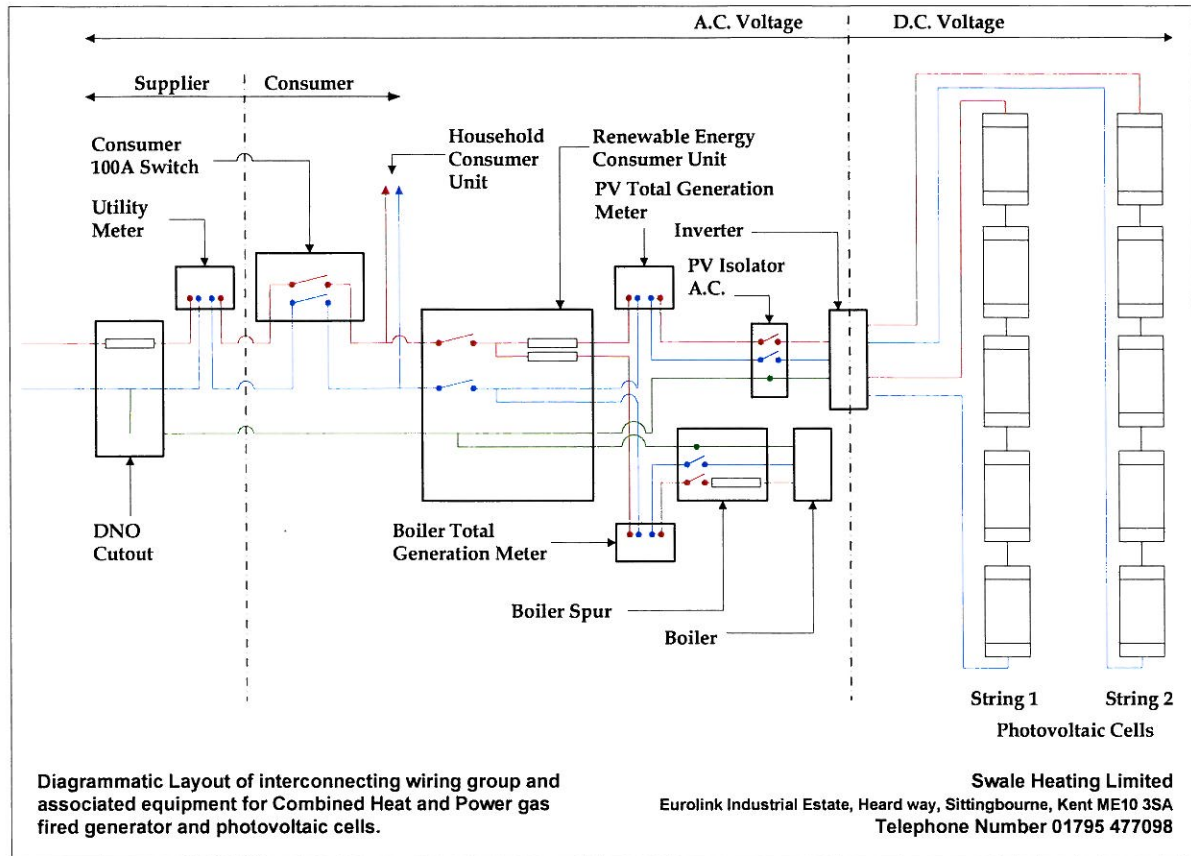 A.C. Voltage
D.C. Voltage
Supplier
Consumer
Consumer
100A Switch
Household
Consumer
Unit
Renewable Energy
Consumer Unit
Utility
Meter
PV Total Generation
Meter
Inverter
PV Isolator
A.C.
DNO
Cutout
Boiler Total
Generation Meter
Boiler Spur
Boiler
String 1
String 2
Photovoltaic Cells
Diagrammatic Layout of interconnecting wiring group and
associated equipment for Combined Heat and Power gas
fired generator and photovoltaic cells.
Swale Heating Limited
Eurolink Industrial Estate, Heard way, Sittingbourne, Kent ME10 3SA
Telephone Number 01795 477098